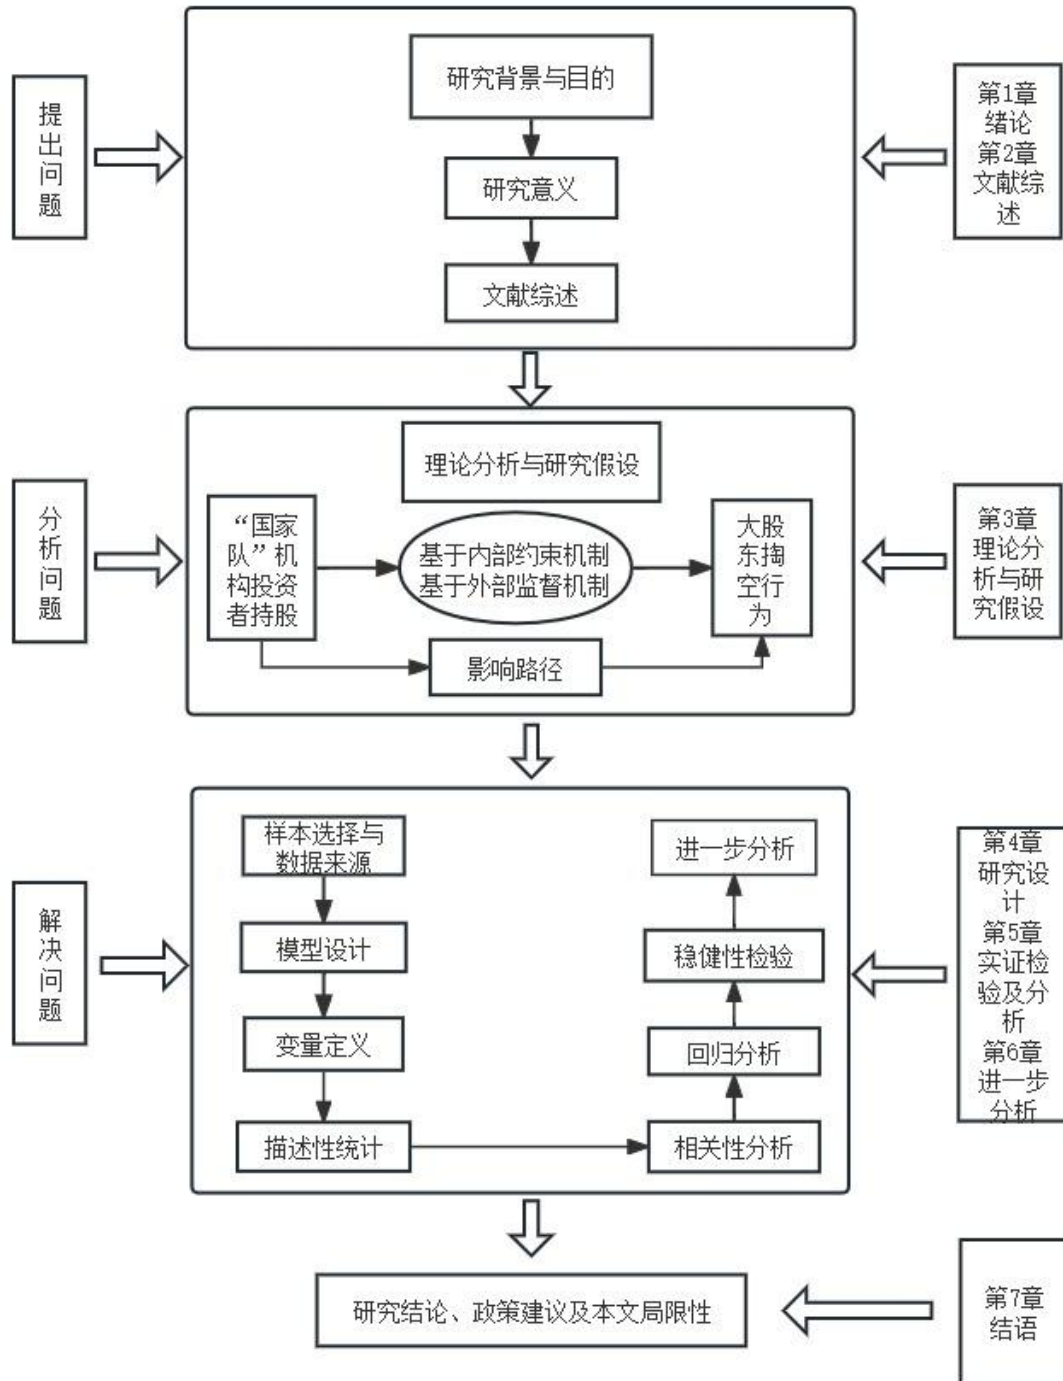 研究背景与目的
提
出
问
题
第1章
绪论
第2章
文献综
述
研究意义
文献综述
理论分析与研究假设
分
析
问
题
“国家
队”机
构投资
者持股
基于内部约束机制
基于外部监督机制
大股
东掏
空行
为
第3章
理论分
析与研
究假设
影响路径
样本选择与
数据来源
进一步分析
解
决
问
题
模型设计
稳健性检验
第4章
研究设
计
第5章
实证检
验及分
析
第6章
进一步
分析
变量定义
回归分析
描述性统计
相关性分析
研究结论、政策建议及本文局限性
第7章
结语